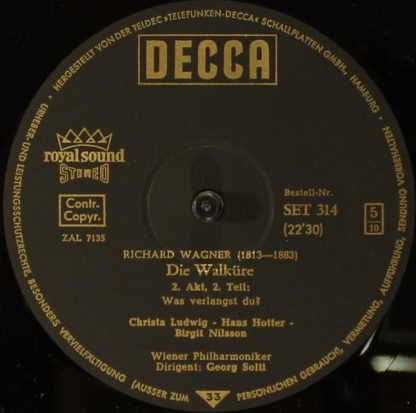 HERGESTELLT VON DER TELDEC »TELEFUNKEN-DECCA« SCHALLPLATTEN GMBH., HAMBURG
URHEBER- UND LEISTUNGSSCHUTZRECHTE, BESONDERS VERVIELFÄLTIGUNG (AUSSER ZUM PERSÖNLICHEN GEBRAUCH), VERMIETUNG, AUFFÜHRUNG, SENDUNG VORBEHALTEN
DECCA
royal sound
STEREO
Contr.
Copyr.
ZAL 7135
Bestell-Nr.
SET 314
(22'30)
5
10
RICHARD WAGNER (1813—1883)
Die Walküre
2. Akt, 2. Teil:
Was verlangst du?
Christa Ludwig - Hans Hotter -
Birgit Nilsson
Wiener Philharmoniker
Dirigent: Georg Solti
33